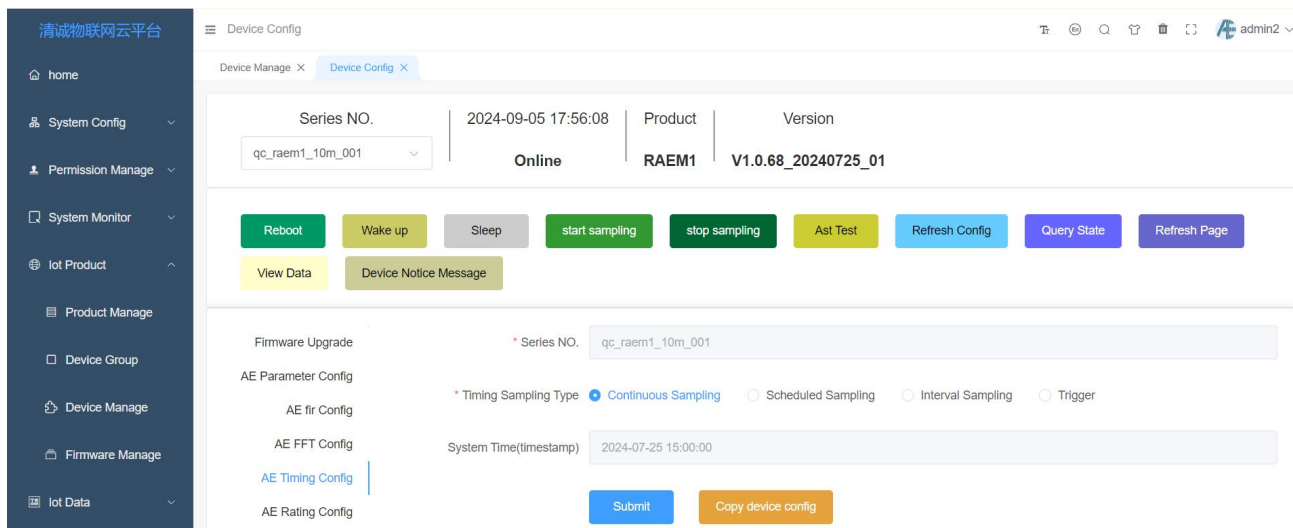 清诚物联网云平台
home
System Config
Permission Manage
System Monitor
Iot Product
Product Manage
Device Group
Device Manage
Firmware Manage
Iot Data
Device Config
Tт En admin2
Device Manage × Device Config ×
Series NO. 2024-09-05 17:56:08 Product Version
qc_raem1_10m_001 Online RAEM1 V1.0.68_20240725_01
Reboot Wake up Sleep start sampling stop sampling Ast Test Refresh Config Query State Refresh Page
View Data Device Notice Message
Firmware Upgrade
AE Parameter Config
AE fir Config
AE FFT Config
AE Timing Config
AE Rating Config
* Series NO. qc_raem1_10m_001
* Timing Sampling Type Continuous Sampling Scheduled Sampling Interval Sampling Trigger
System Time(timestamp) 2024-07-25 15:00:00
Submit Copy device config